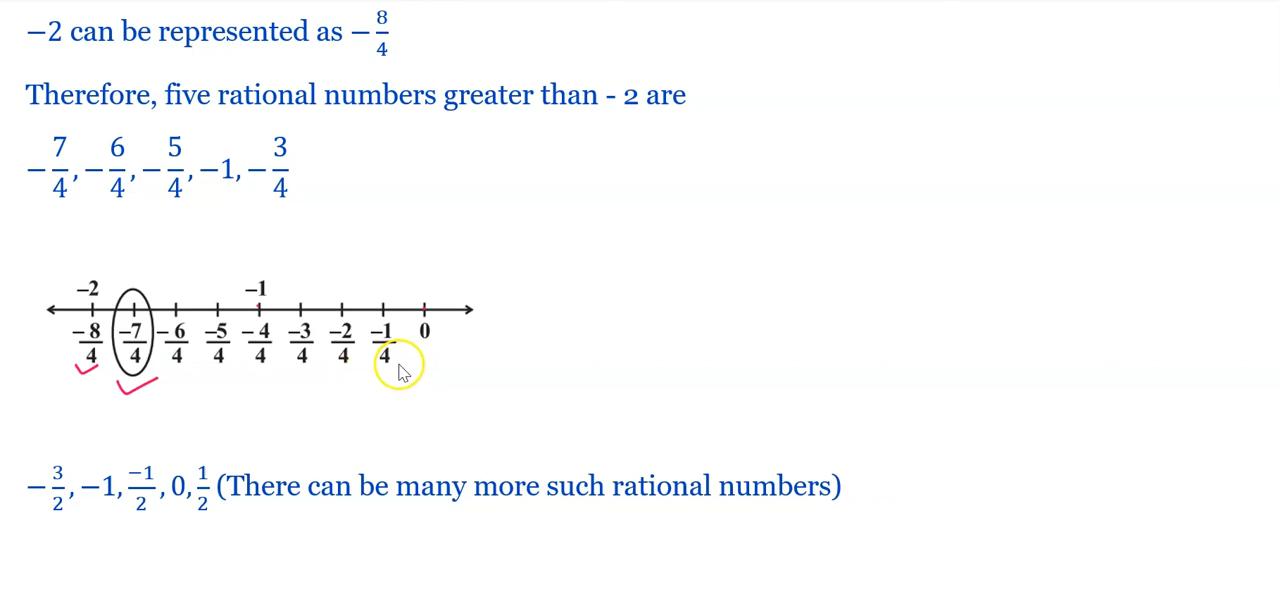 −2 can be represented as −8/4
Therefore, five rational numbers greater than - 2 are
−7/4, −6/4, −5/4, −1, −3/4
−2 −1
−8/4 −7/4 −6/4 −5/4 −4/4 −3/4 −2/4 −1/4 0
−3/2, −1, −1/2, 0, 1/2 (There can be many more such rational numbers)